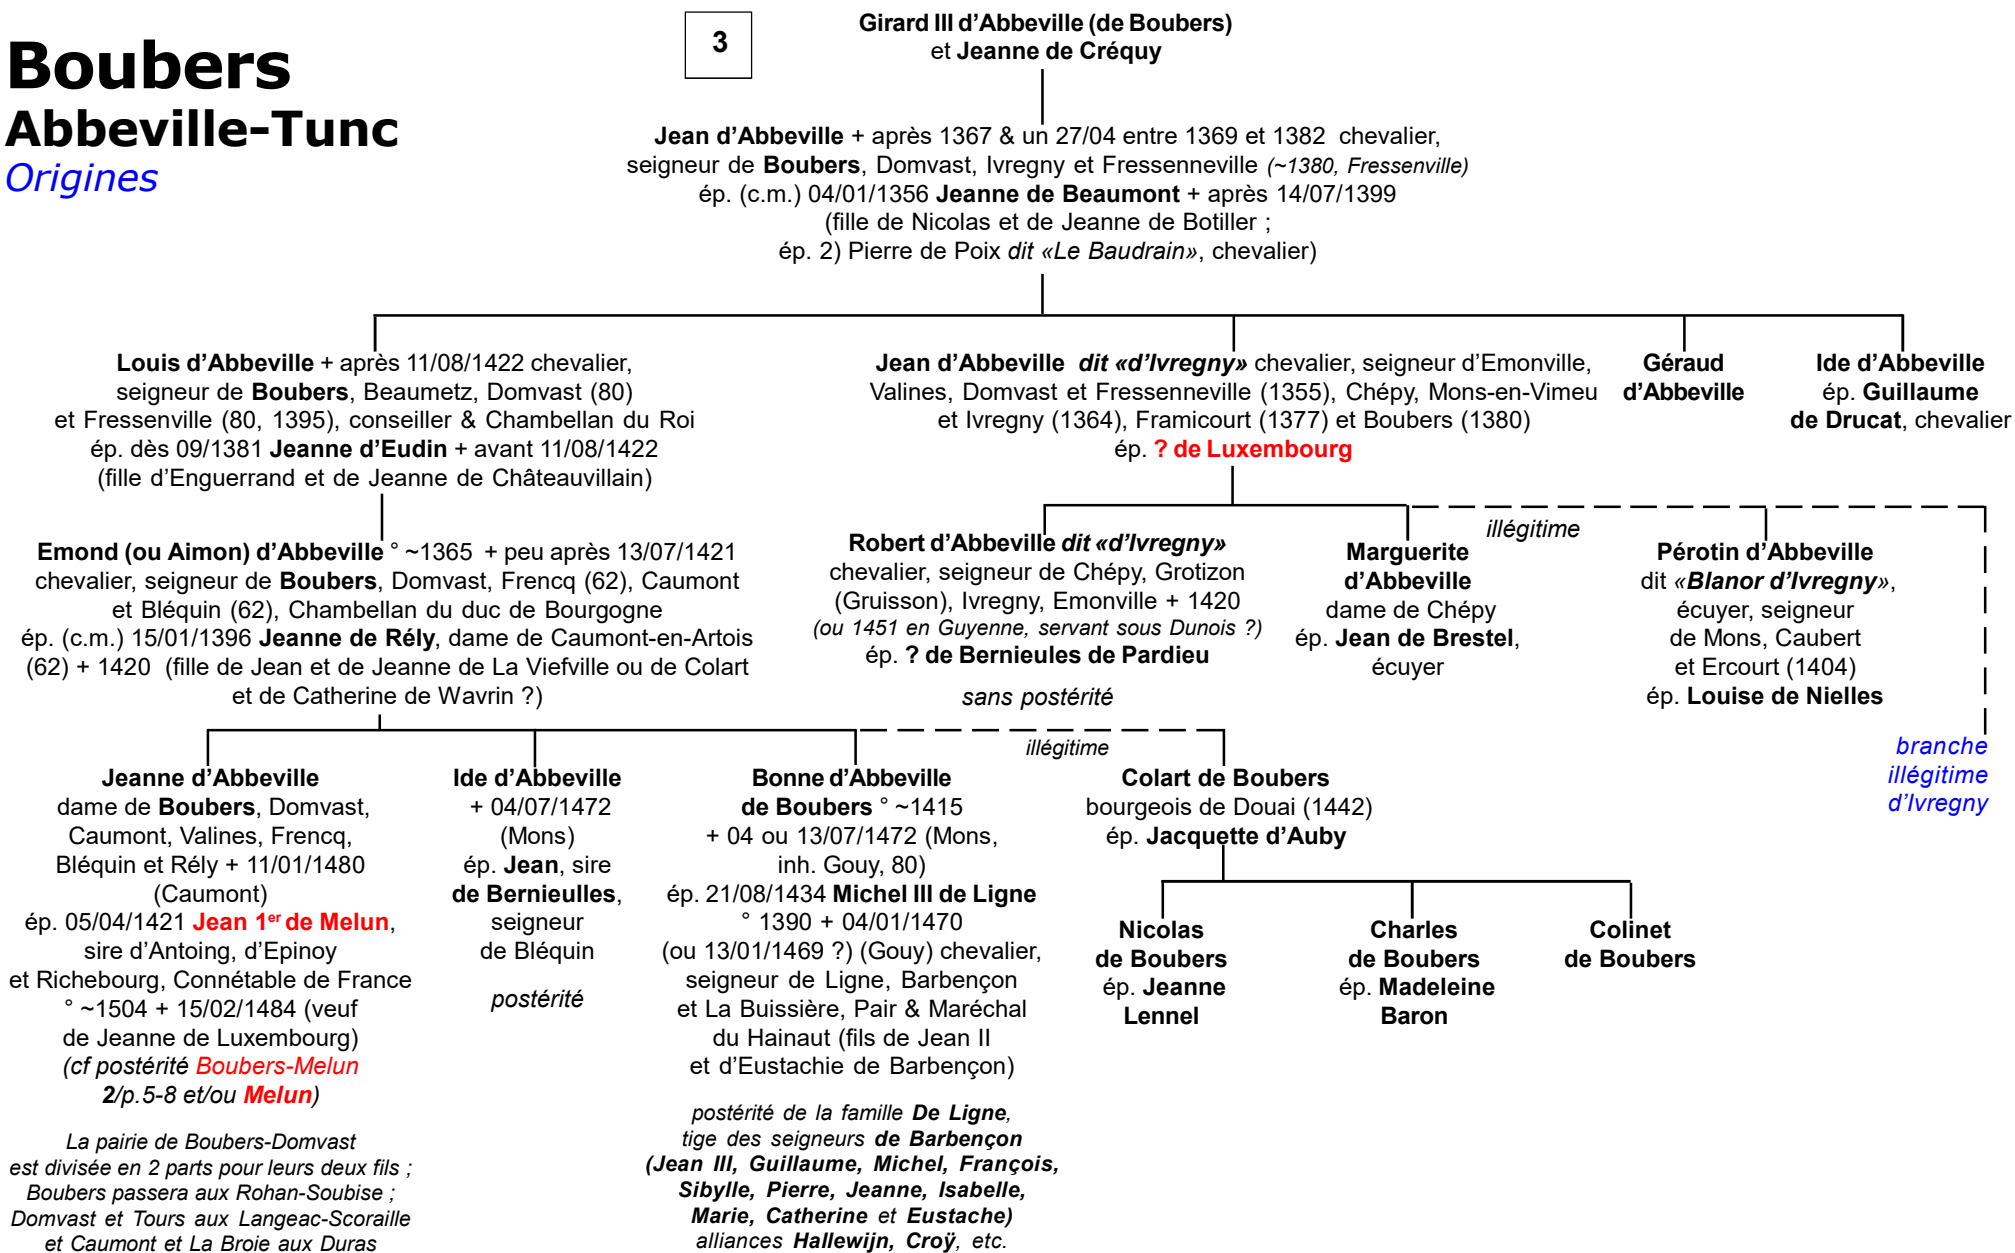 Boubers
Abbeville-Tunc
Origines
3
Girard III d’Abbeville (de Boubers)
et Jeanne de Créquy
Jean d’Abbeville + après 1367 & un 27/04 entre 1369 et 1382 chevalier,
seigneur de Boubers, Domvast, Ivregny et Fressenneville (~1380, Fressenville)
ép. (c.m.) 04/01/1356 Jeanne de Beaumont + après 14/07/1399
(fille de Nicolas et de Jeanne de Botiller ;
ép. 2) Pierre de Poix dit «Le Baudrain», chevalier)
Louis d’Abbeville + après 11/08/1422 chevalier,
seigneur de Boubers, Beaumetz, Domvast (80)
et Fressenville (80, 1395), conseiller & Chambellan du Roi
ép. dès 09/1381 Jeanne d’Eudin + avant 11/08/1422
(fille d’Enguerrand et de Jeanne de Châteauvillain)
Jean d’Abbeville dit «d’Ivregny» chevalier, seigneur d’Emonville,
Valines, Domvast et Fressenneville (1355), Chépy, Mons-en-Vimeu
et Ivregny (1364), Framicourt (1377) et Boubers (1380)
ép. ? de Luxembourg
Géraud
d’Abbeville
Ide d’Abbeville
ép. Guillaume
de Drucat, chevalier
Emond (ou Aimon) d’Abbeville ° ~1365 + peu après 13/07/1421
chevalier, seigneur de Boubers, Domvast, Frencq (62), Caumont
et Bléquin (62), Chambellan du duc de Bourgogne
ép. (c.m.) 15/01/1396 Jeanne de Rély, dame de Caumont-en-Artois
(62) + 1420 (fille de Jean et de Jeanne de La Viefville ou de Colart
et de Catherine de Wavrin ?)
Robert d’Abbeville dit «d’Ivregny»
chevalier, seigneur de Chépy, Grotizon
(Gruisson), Ivregny, Emonville + 1420
(ou 1451 en Guyenne, servant sous Dunois ?)
ép. ? de Bernieules de Pardieu
sans postérité
Marguerite
d’Abbeville
dame de Chépy
ép. Jean de Brestel,
écuyer
illégitime
Pérotin d’Abbeville
dit «Blanor d’Ivregny»,
écuyer, seigneur
de Mons, Caubert
et Ercourt (1404)
ép. Louise de Nielles
branche
illégitime
d’Ivregny
Jeanne d’Abbeville
dame de Boubers, Domvast,
Caumont, Valines, Frencq,
Bléquin et Rély + 11/01/1480
(Caumont)
ép. 05/04/1421 Jean 1er de Melun,
sire d’Antoing, d’Epinoy
et Richebourg, Connétable de France
° ~1504 + 15/02/1484 (veuf
de Jeanne de Luxembourg)
(cf postérité Boubers-Melun
2/p.5-8 et/ou Melun)
La pairie de Boubers-Domvast
est divisée en 2 parts pour leurs deux fils ;
Boubers passera aux Rohan-Soubise ;
Domvast et Tours aux Langeac-Scoraille
et Caumont et La Broie aux Duras
Ide d’Abbeville
+ 04/07/1472
(Mons)
ép. Jean, sire
de Bernieulles,
seigneur
de Bléquin
postérité
Bonne d’Abbeville
de Boubers ° ~1415
+ 04 ou 13/07/1472 (Mons,
inh. Gouy, 80)
ép. 21/08/1434 Michel III de Ligne
° 1390 + 04/01/1470
(ou 13/01/1469 ?) (Gouy) chevalier,
seigneur de Ligne, Barbençon
et La Buissière, Pair & Maréchal
du Hainaut (fils de Jean II
et d’Eustachie de Barbençon)
postérité de la famille De Ligne,
tige des seigneurs de Barbençon
(Jean III, Guillaume, Michel, François,
Sibylle, Pierre, Jeanne, Isabelle,
Marie, Catherine et Eustache)
alliances Hallewijn, Croÿ, etc.
illégitime
Colart de Boubers
bourgeois de Douai (1442)
ép. Jacquette d’Auby
Nicolas
de Boubers
ép. Jeanne
Lennel
Charles
de Boubers
ép. Madeleine
Baron
Colinet
de Boubers